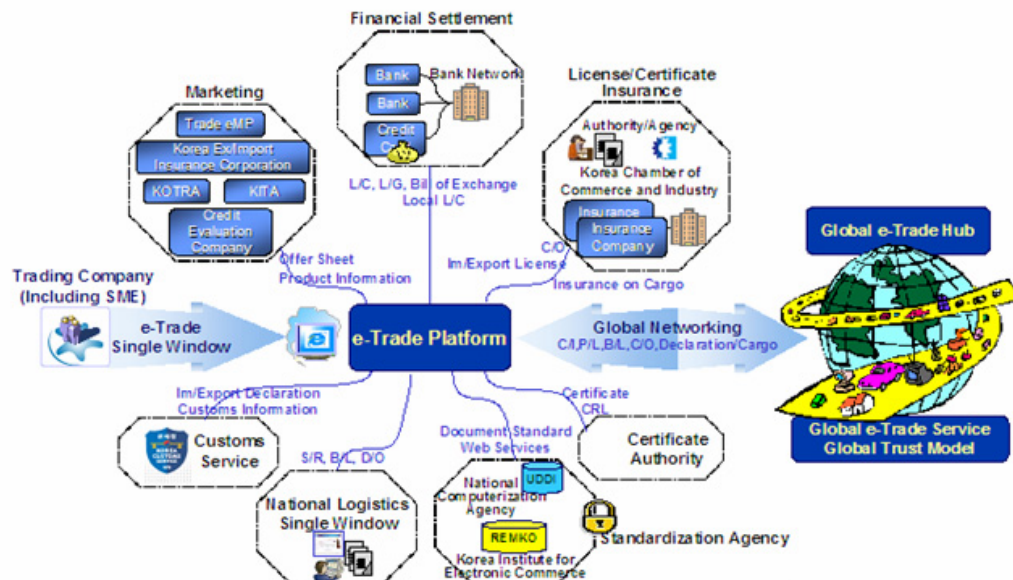 Financial Settlement
Bank
Bank Network
Bank
Credit
Marketing
Trade eMP
Korea Ex/Import
Insurance Corporation
KOTRA
KITA
Credit
Evaluation
Company
License/Certificate
Insurance
Authority/Agency
Korea Chamber of
Commerce and Industry
Insurance
Insurance
Company
L/C, L/G, Bill of Exchange
Local L/C
Offer Sheet
Product Information
C/O
Im/Export License
Insurance on Cargo
Global e-Trade Hub
Trading Company
(Including SME)
e-Trade
Single Window
e-Trade Platform
Global Networking
C/I,P/L,B/L,C/O,Declaration/Cargo
Im/Export Declaration
Customs Information
Customs
Service
S/R, B/L, D/O
National Logistics
Single Window
Document Standard
Web Services
National
Computerization
Agency
UDDI
REMKO
Korea Institute for
Electronic Commerce
Standardization Agency
Certificate
CRL
Certificate
Authority
Global e-Trade Service
Global Trust Model